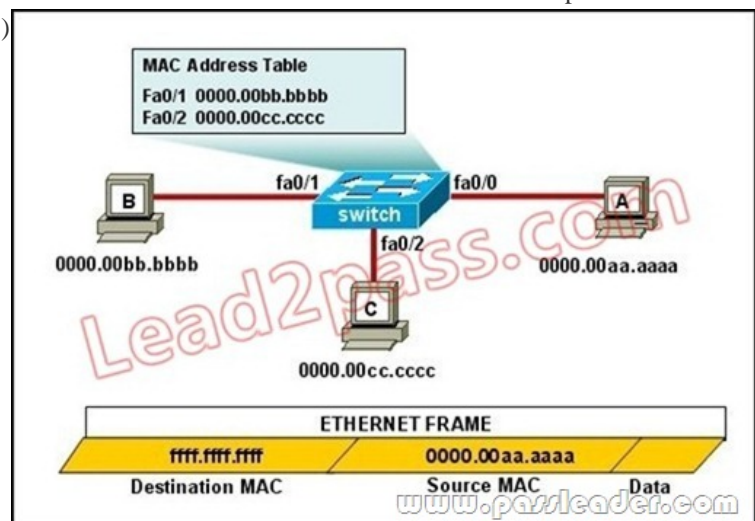 )
MAC Address Table
Fa0/1 0000.00bb.bbbb
Fa0/2 0000.00cc.cccc
fa0/1
fa0/0
B
A
switch
fa0/2
0000.00bb.bbbb
0000.00aa.aaaa
C
Lead2pass.com
0000.00cc.cccc
ETHERNET FRAME
ffff.ffff.ffff
0000.00aa.aaaa
Destination MAC
Source MAC
Data
www.passleader.com